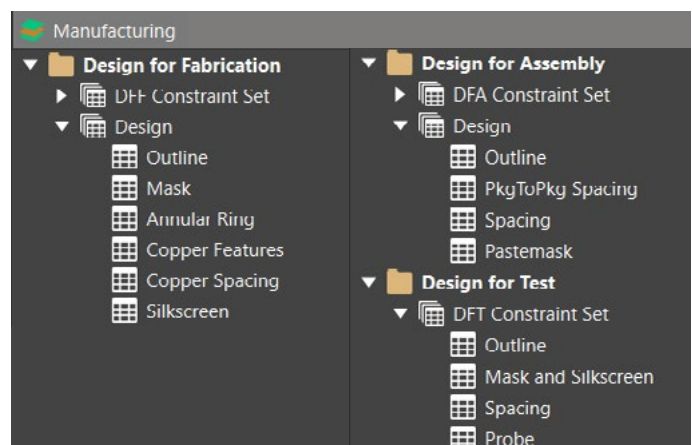 Manufacturing
Design for Fabrication
DFF Constraint Set
Design
Outline
Mask
Annular Ring
Copper Features
Copper Spacing
Silkscreen
Design for Assembly
DFA Constraint Set
Design
Outline
PkgToPkg Spacing
Spacing
Pastemask
Design for Test
DFT Constraint Set
Outline
Mask and Silkscreen
Spacing
Probe